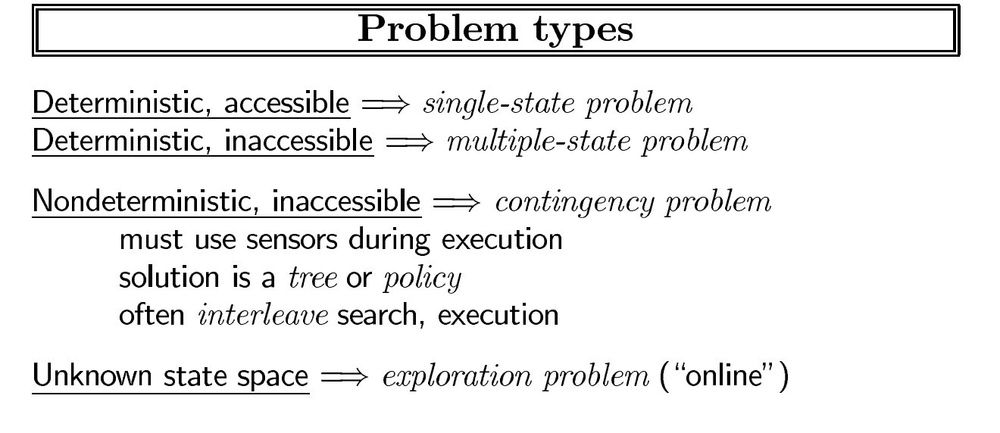 Problem types
Deterministic, accessible ⟹ single-state problem
Deterministic, inaccessible ⟹ multiple-state problem
Nondeterministic, inaccessible ⟹ contingency problem
must use sensors during execution
solution is a tree or policy
often interleave search, execution
Unknown state space ⟹ exploration problem (“online”)